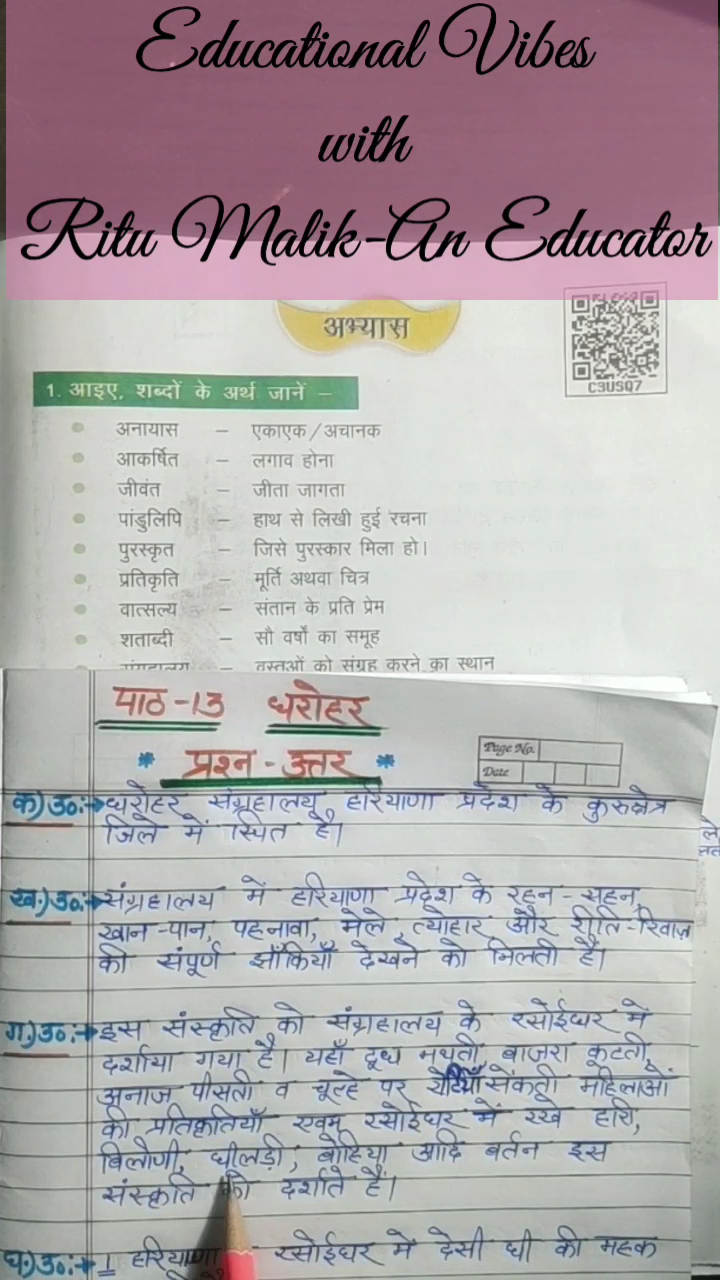 Educational Vibes
with
Ritu Malik-An Educator
अभ्यास
C3USQ7
1. आइए, शब्दों के अर्थ जानें –
अनायास – एकाएक/अचानक
आकर्षित – लगाव होना
जीवंत – जीता जागता
पांडुलिपि – हाथ से लिखी हुई रचना
पुरस्कृत – जिसे पुरस्कार मिला हो।
प्रतिकृति – मूर्ति अथवा चित्र
वात्सल्य – संतान के प्रति प्रेम
शताब्दी – सौ वर्षों का समूह
संग्रहालय – वस्तुओं को संग्रह करने का स्थान
पाठ-13 धरोहर
* प्रश्न-उत्तर *
Page No.
Date
क) उ०:→ धरोहर संग्रहालय हरियाणा प्रदेश के कुरुक्षेत्र
जिले में स्थित है।
ख.) उ०:→ संग्रहालय में हरियाणा प्रदेश के रहन-सहन,
खान-पान, पहनावा, मेले, त्योहार और रीति-रिवाज़
की संपूर्ण झाँकियाँ देखने को मिलती हैं।
ग.) उ०:→ इस संस्कृति को संग्रहालय के रसोईघर में
दर्शाया गया है। यहाँ दूध मथती, बाजरा कूटती,
अनाज पीसती व चूल्हे पर रोटियाँ सेंकती महिलाओं
की प्रतिकृतियाँ एवम् रसोईघर में रखे हारे,
बिलोणी, घीलड़ी, बोहिया आदि बर्तन इस
संस्कृति को दर्शाते हैं।
घ.) उ०:→ 1 हरियाणा रसोईघर में देसी घी की महक